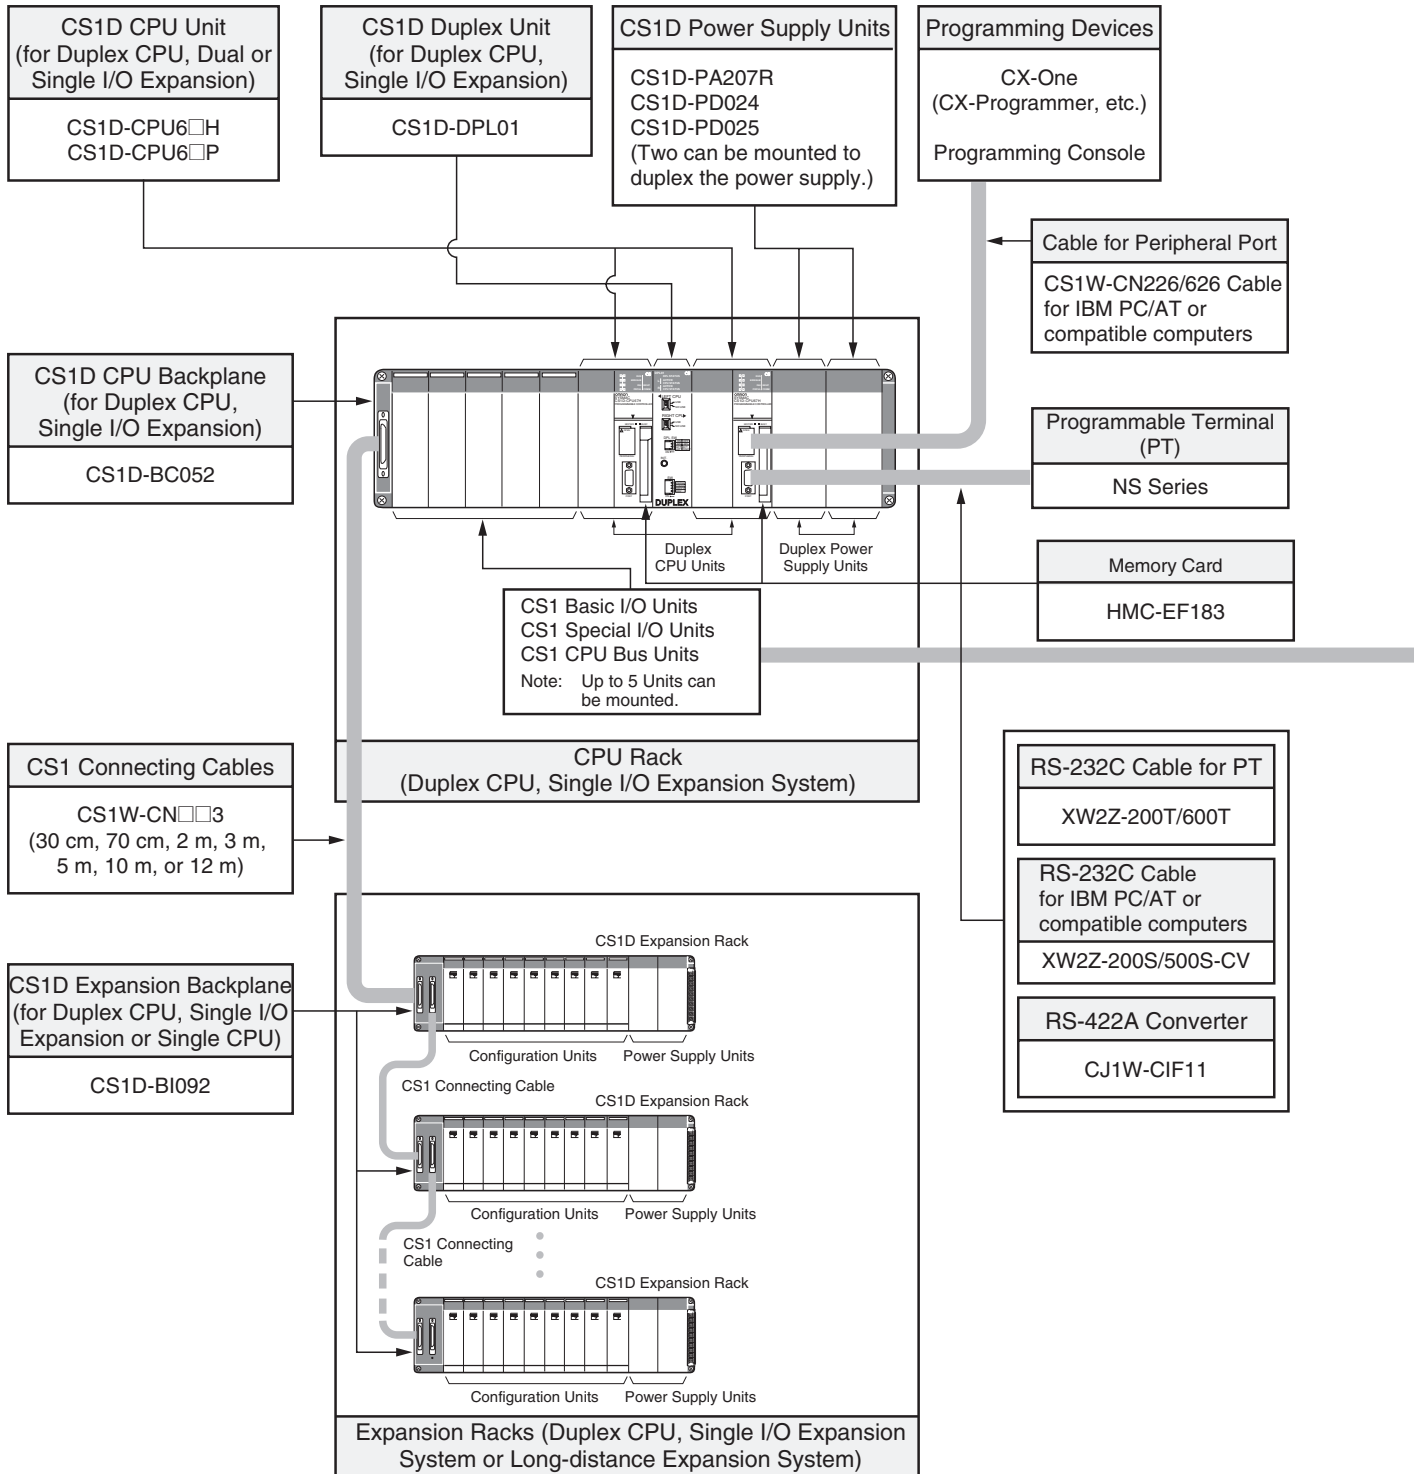 CS1D CPU Unit
(for Duplex CPU, Dual or
Single I/O Expansion)
CS1D-CPU6□H
CS1D-CPU6□P
CS1D Duplex Unit
(for Duplex CPU,
Single I/O Expansion)
CS1D-DPL01
CS1D Power Supply Units
CS1D-PA207R
CS1D-PD024
CS1D-PD025
(Two can be mounted to
duplex the power supply.)
Programming Devices
CX-One
(CX-Programmer, etc.)
Programming Console
Cable for Peripheral Port
CS1W-CN226/626 Cable
for IBM PC/AT or
compatible computers
CS1D CPU Backplane
(for Duplex CPU,
Single I/O Expansion)
CS1D-BC052
LEFT CPU
RIGHT CPU
DUPLEX
Programmable Terminal
(PT)
NS Series
Duplex
CPU Units
Duplex Power
Supply Units
Memory Card
HMC-EF183
CS1 Basic I/O Units
CS1 Special I/O Units
CS1 CPU Bus Units
Note: Up to 5 Units can
be mounted.
CPU Rack
(Duplex CPU, Single I/O Expansion System)
CS1 Connecting Cables
CS1W-CN□□3
(30 cm, 70 cm, 2 m, 3 m,
5 m, 10 m, or 12 m)
RS-232C Cable for PT
XW2Z-200T/600T
RS-232C Cable
for IBM PC/AT or
compatible computers
XW2Z-200S/500S-CV
RS-422A Converter
CJ1W-CIF11
CS1D Expansion Backplane
(for Duplex CPU, Single I/O
Expansion or Single CPU)
CS1D-BI092
CS1D Expansion Rack
Configuration Units
Power Supply Units
CS1 Connecting Cable
CS1D Expansion Rack
Configuration Units
Power Supply Units
CS1 Connecting
Cable
CS1D Expansion Rack
Configuration Units
Power Supply Units
Expansion Racks (Duplex CPU, Single I/O Expansion
System or Long-distance Expansion System)